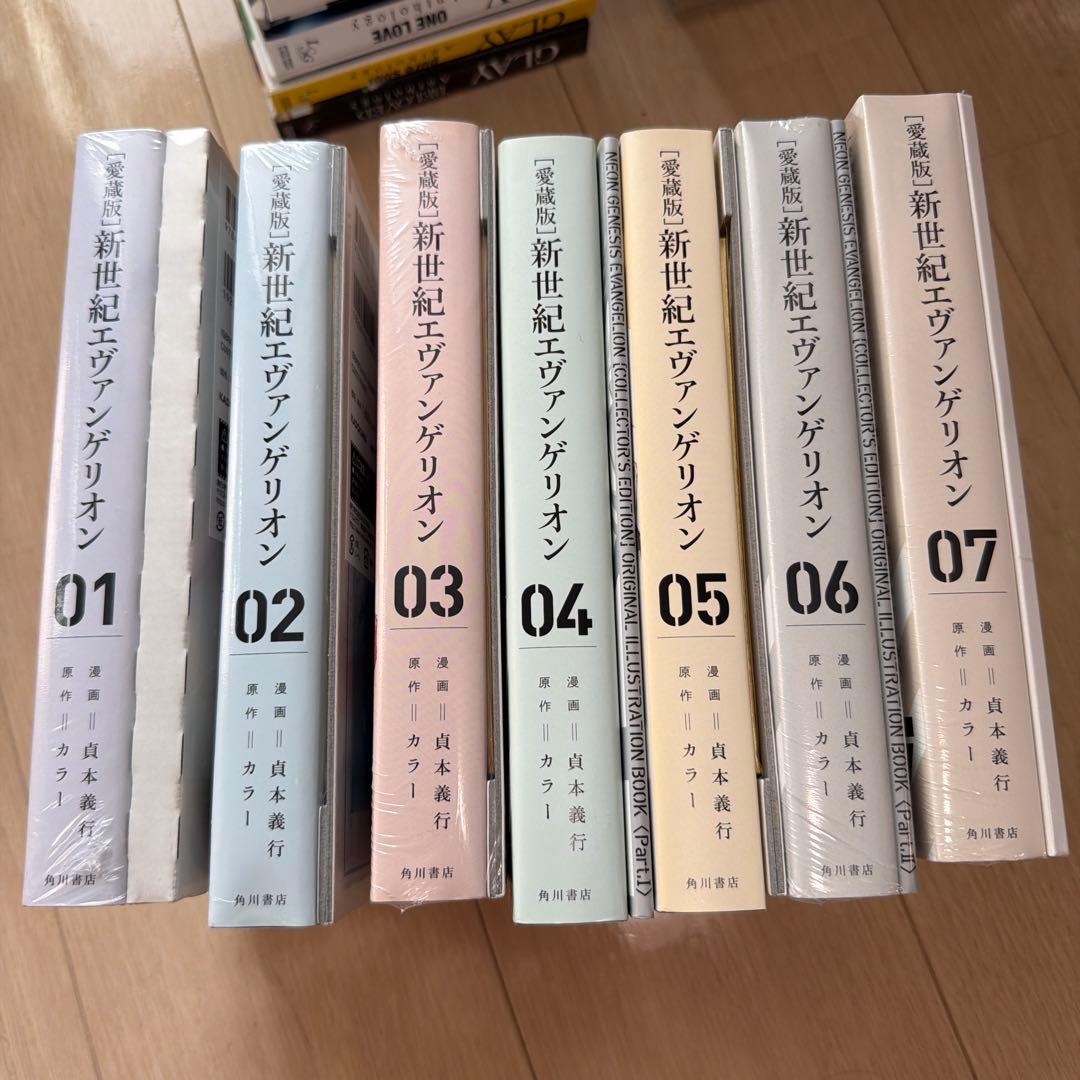 ONE LOVE
GLAY
GLAY
[愛蔵版]新世紀エヴァンゲリオン
01
漫画=貞本義行
原作=カラー
角川書店
[愛蔵版]新世紀エヴァンゲリオン
02
漫画=貞本義行
原作=カラー
角川書店
[愛蔵版]新世紀エヴァンゲリオン
03
漫画=貞本義行
原作=カラー
角川書店
[愛蔵版]新世紀エヴァンゲリオン
04
漫画=貞本義行
原作=カラー
角川書店
NEON GENESIS EVANGELION [COLLECTOR'S EDITION] ORIGINAL ILLUSTRATION BOOK 〈Part.I〉
[愛蔵版]新世紀エヴァンゲリオン
05
漫画=貞本義行
原作=カラー
角川書店
[愛蔵版]新世紀エヴァンゲリオン
06
漫画=貞本義行
原作=カラー
角川書店
NEON GENESIS EVANGELION [COLLECTOR'S EDITION] ORIGINAL ILLUSTRATION BOOK 〈Part.II〉
[愛蔵版]新世紀エヴァンゲリオン
07
漫画=貞本義行
原作=カラー
角川書店